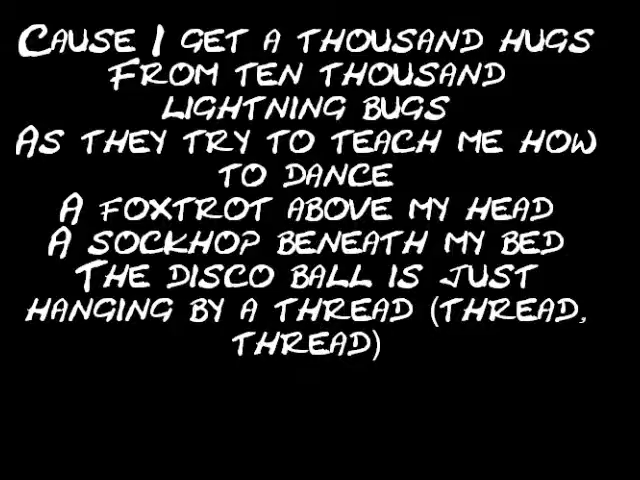 Cause I get a thousand hugs
From ten thousand
lightning bugs
As they try to teach me how
to dance
A foxtrot above my head
A sockhop beneath my bed
The disco ball is just
hanging by a thread (thread,
thread)